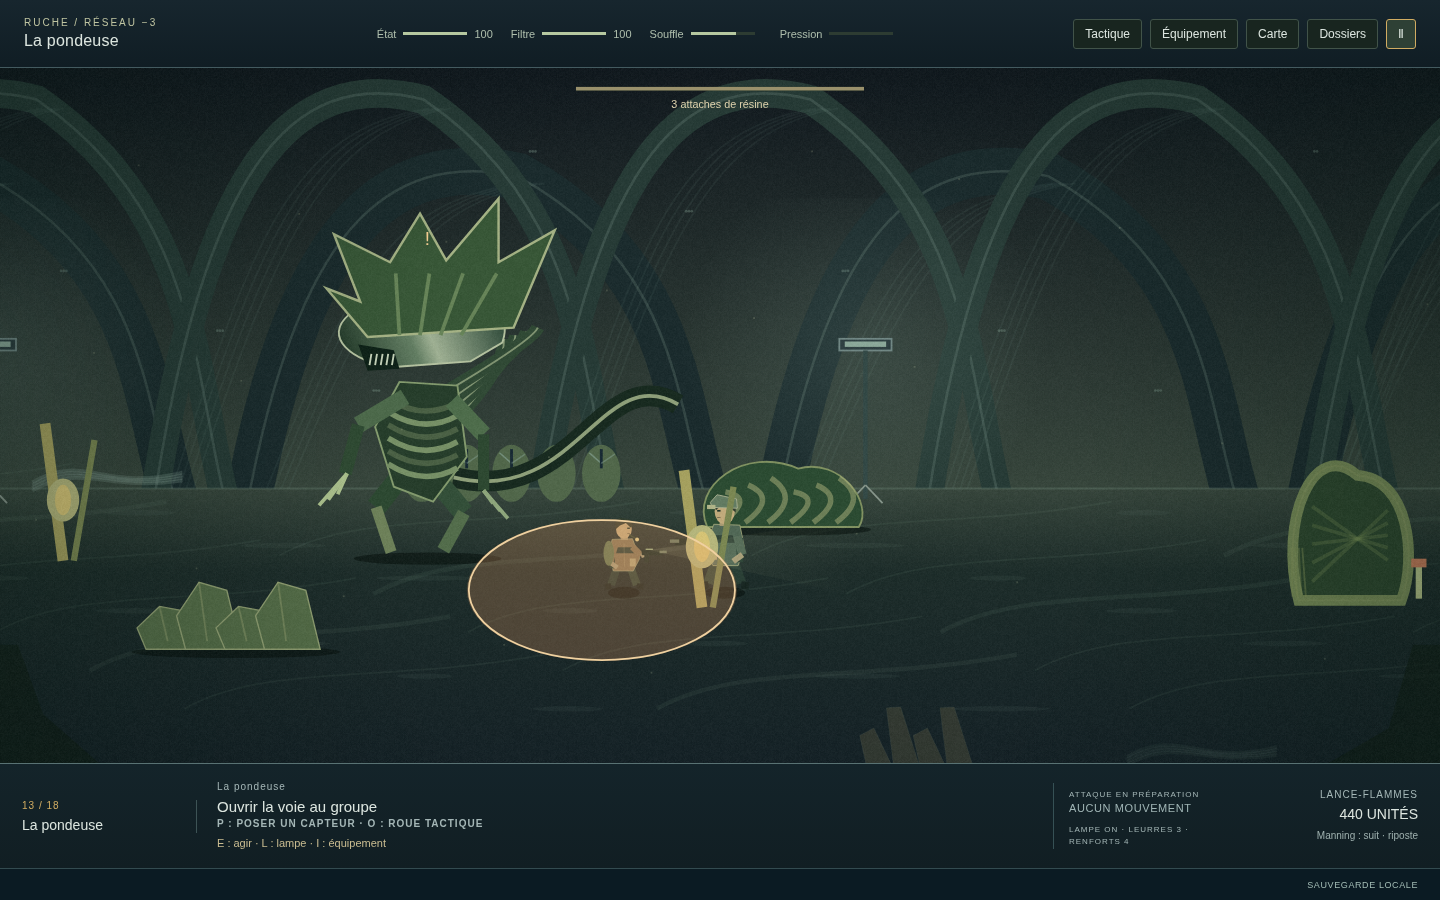 RUCHE / RÉSEAU −3
La pondeuse
État 100 Filtre 100 Souffle Pression
Tactique Équipement Carte Dossiers Ⅱ
3 attaches de résine
!
13 / 18
La pondeuse
La pondeuse
Ouvrir la voie au groupe
P : POSER UN CAPTEUR · O : ROUE TACTIQUE
E : agir · L : lampe · I : équipement
ATTAQUE EN PRÉPARATION
AUCUN MOUVEMENT
LAMPE ON · LEURRES 3 ·
RENFORTS 4
LANCE-FLAMMES
440 UNITÉS
Manning : suit · riposte
SAUVEGARDE LOCALE